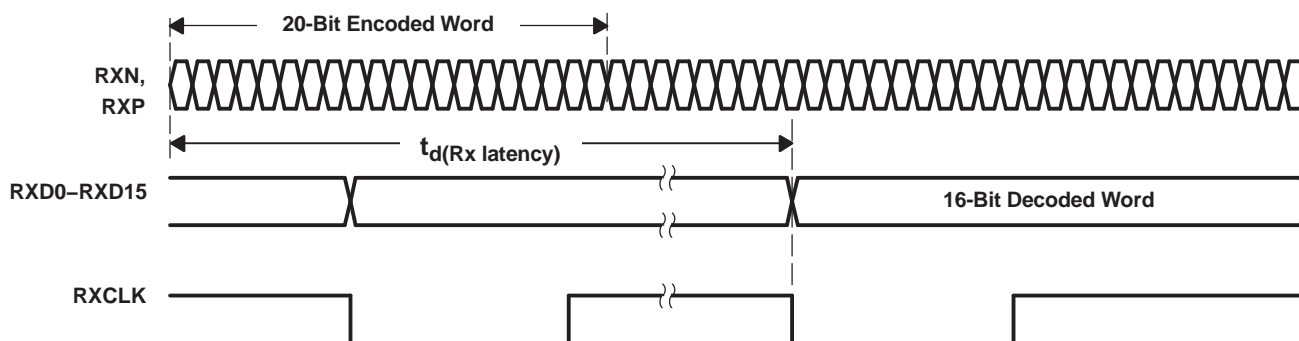 20-Bit Encoded Word
RXN,
RXP
td(Rx latency)
RXD0–RXD15
16-Bit Decoded Word
RXCLK